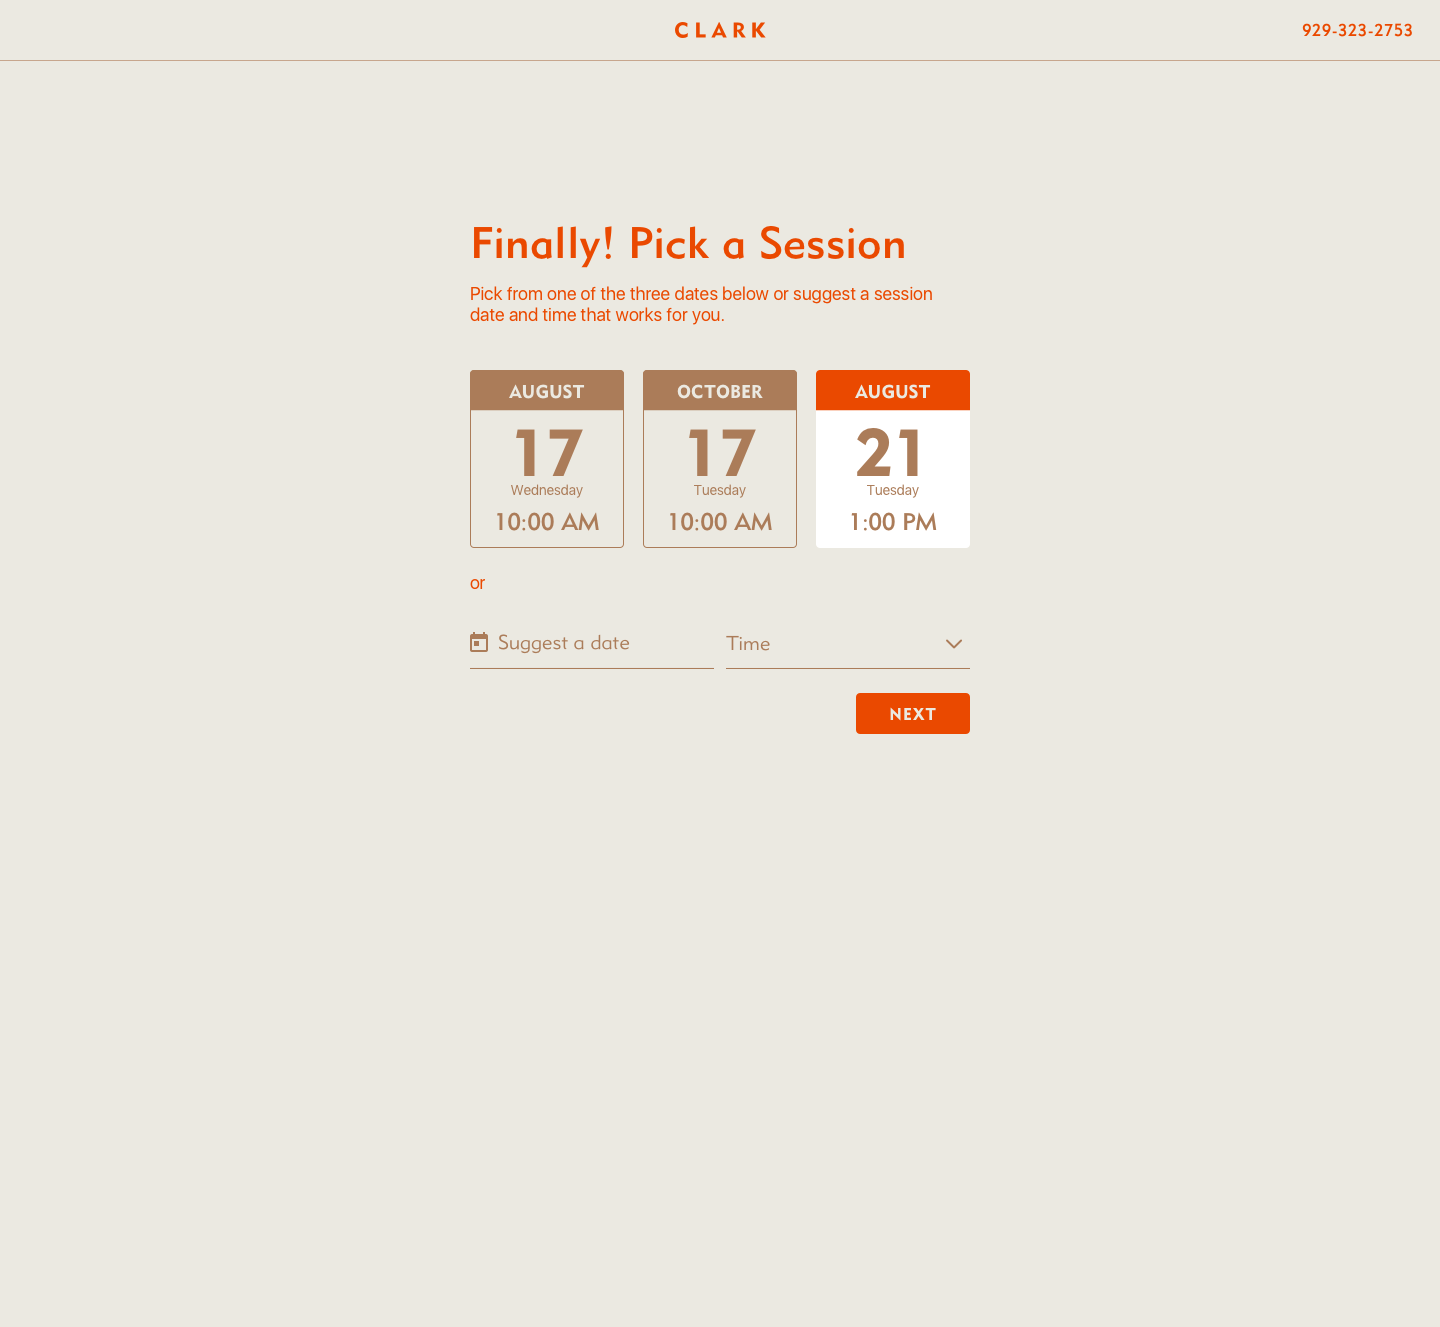 CLARK
929-323-2753
Finally! Pick a Session
Pick from one of the three dates below or suggest a session
date and time that works for you.
AUGUST
17
Wednesday
10:00 AM
OCTOBER
17
Tuesday
10:00 AM
AUGUST
21
Tuesday
1:00 PM
or
Suggest a date
Time
NEXT